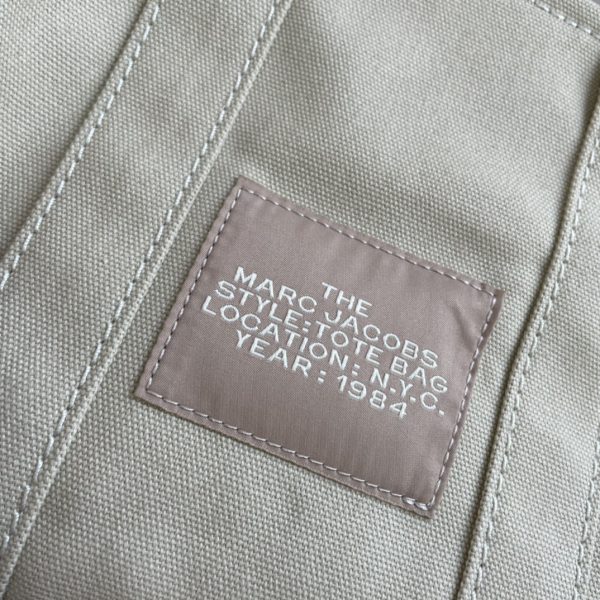 THE
MARC JACOBS
STYLE:TOTE BAG
LOCATION: N.Y.C.
YEAR : 1984